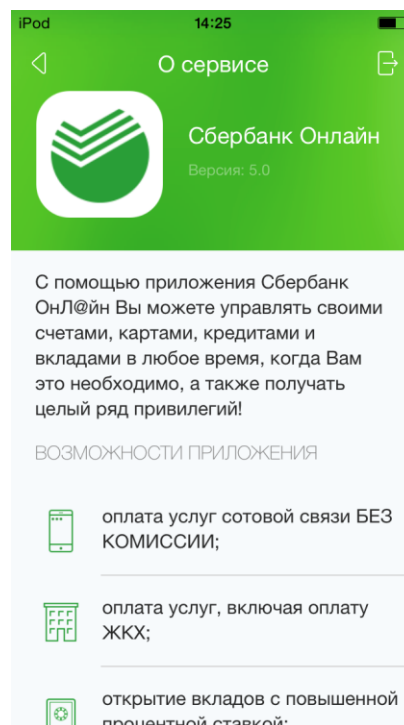 iPod 14:25
О сервисе
Сбербанк Онлайн
Версия: 5.0
С помощью приложения Сбербанк
ОнЛ@йн Вы можете управлять своими
счетами, картами, кредитами и
вкладами в любое время, когда Вам
это необходимо, а также получать
целый ряд привилегий!
ВОЗМОЖНОСТИ ПРИЛОЖЕНИЯ
оплата услуг сотовой связи БЕЗ
КОМИССИИ;
оплата услуг, включая оплату
ЖКХ;
открытие вкладов с повышенной
процентной ставкой;